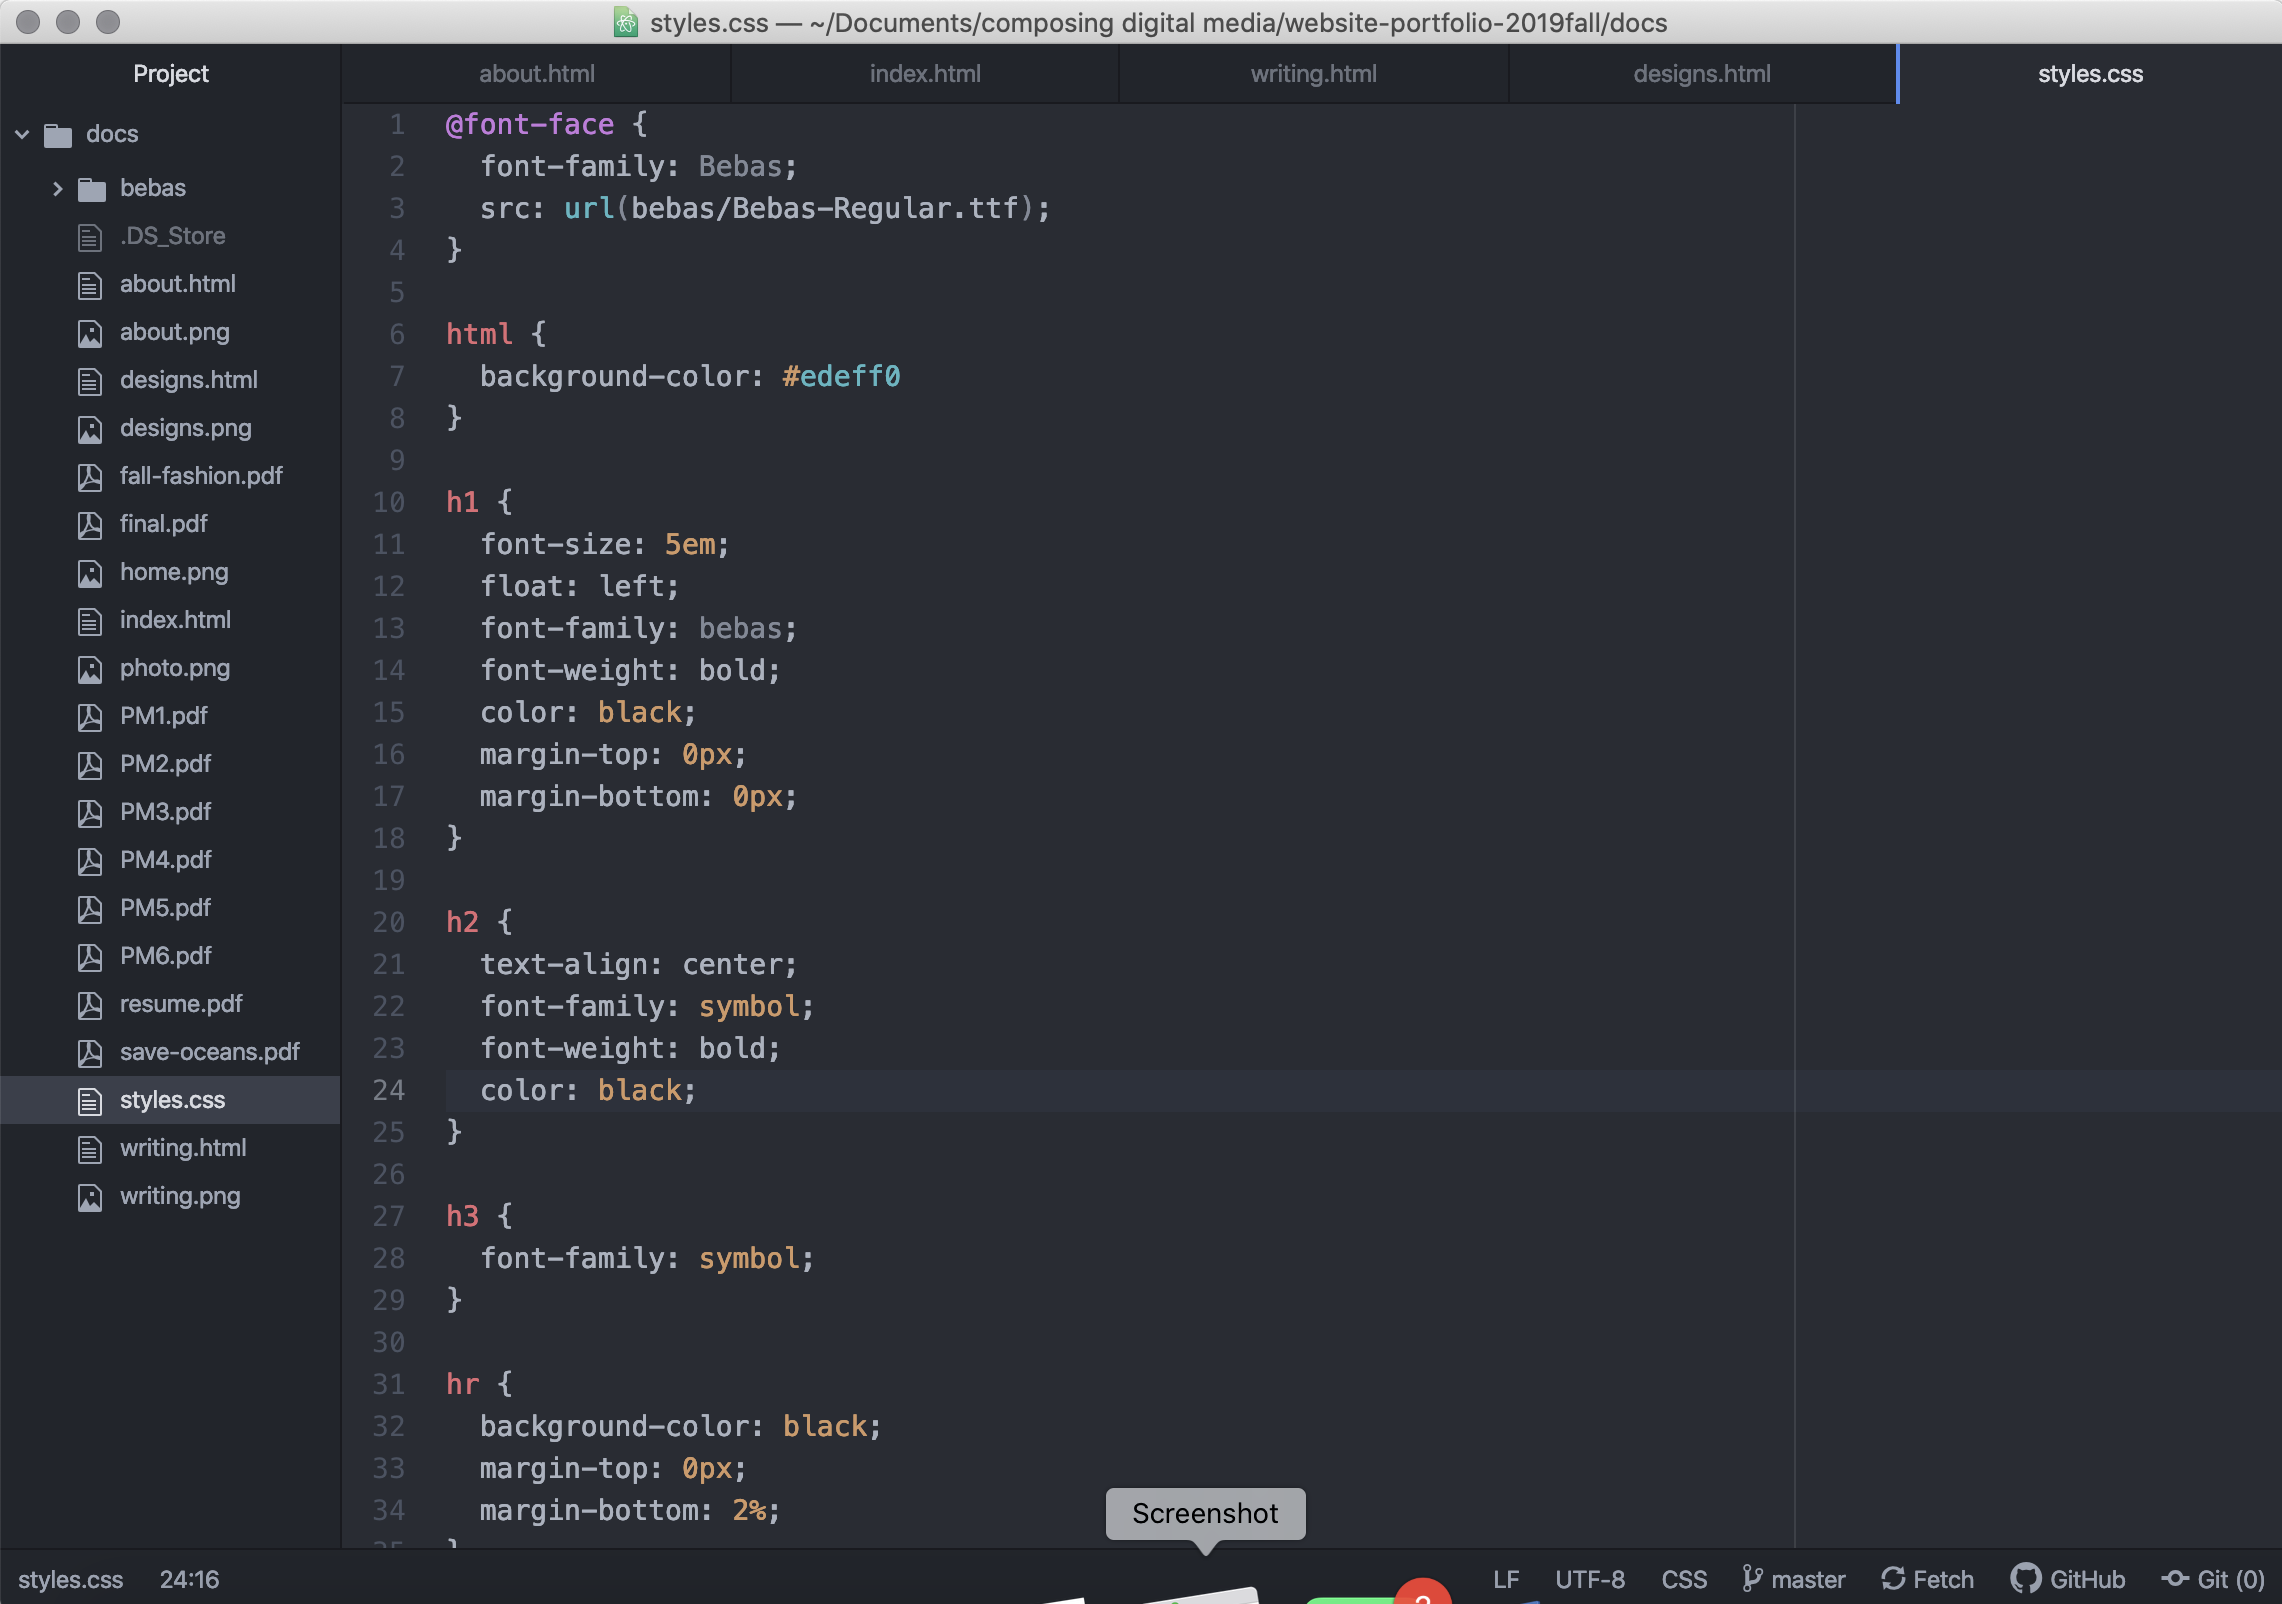 styles.css — ~/Documents/composing digital media/website-portfolio-2019fall/docs
Project
about.html
index.html
writing.html
designs.html
styles.css
docs
bebas
.DS_Store
about.html
about.png
designs.html
designs.png
fall-fashion.pdf
final.pdf
home.png
index.html
photo.png
PM1.pdf
PM2.pdf
PM3.pdf
PM4.pdf
PM5.pdf
PM6.pdf
resume.pdf
save-oceans.pdf
styles.css
writing.html
writing.png
1 @font-face {
2   font-family: Bebas;
3   src: url(bebas/Bebas-Regular.ttf);
4 }
5
6 html {
7   background-color: #edeff0
8 }
9
10 h1 {
11   font-size: 5em;
12   float: left;
13   font-family: bebas;
14   font-weight: bold;
15   color: black;
16   margin-top: 0px;
17   margin-bottom: 0px;
18 }
19
20 h2 {
21   text-align: center;
22   font-family: symbol;
23   font-weight: bold;
24   color: black;
25 }
26
27 h3 {
28   font-family: symbol;
29 }
30
31 hr {
32   background-color: black;
33   margin-top: 0px;
34   margin-bottom: 2%;
35 }
Screenshot
styles.css 24:16 LF UTF-8 CSS master Fetch GitHub Git (0)